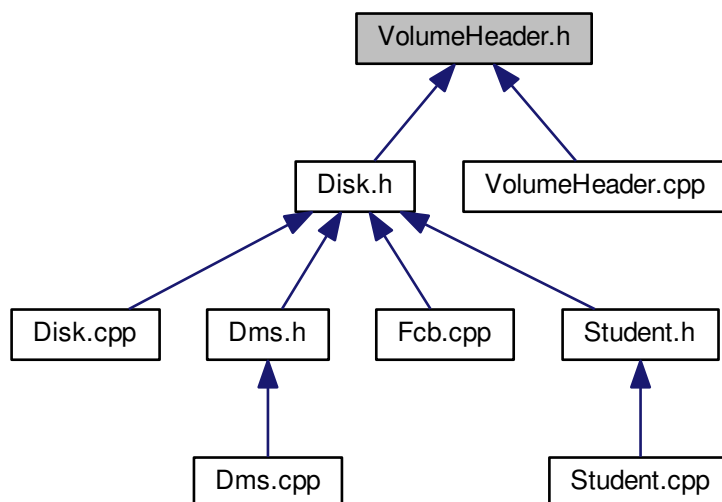 VolumeHeader.h
Disk.h
VolumeHeader.cpp
Disk.cpp
Dms.h
Fcb.cpp
Student.h
Dms.cpp
Student.cpp